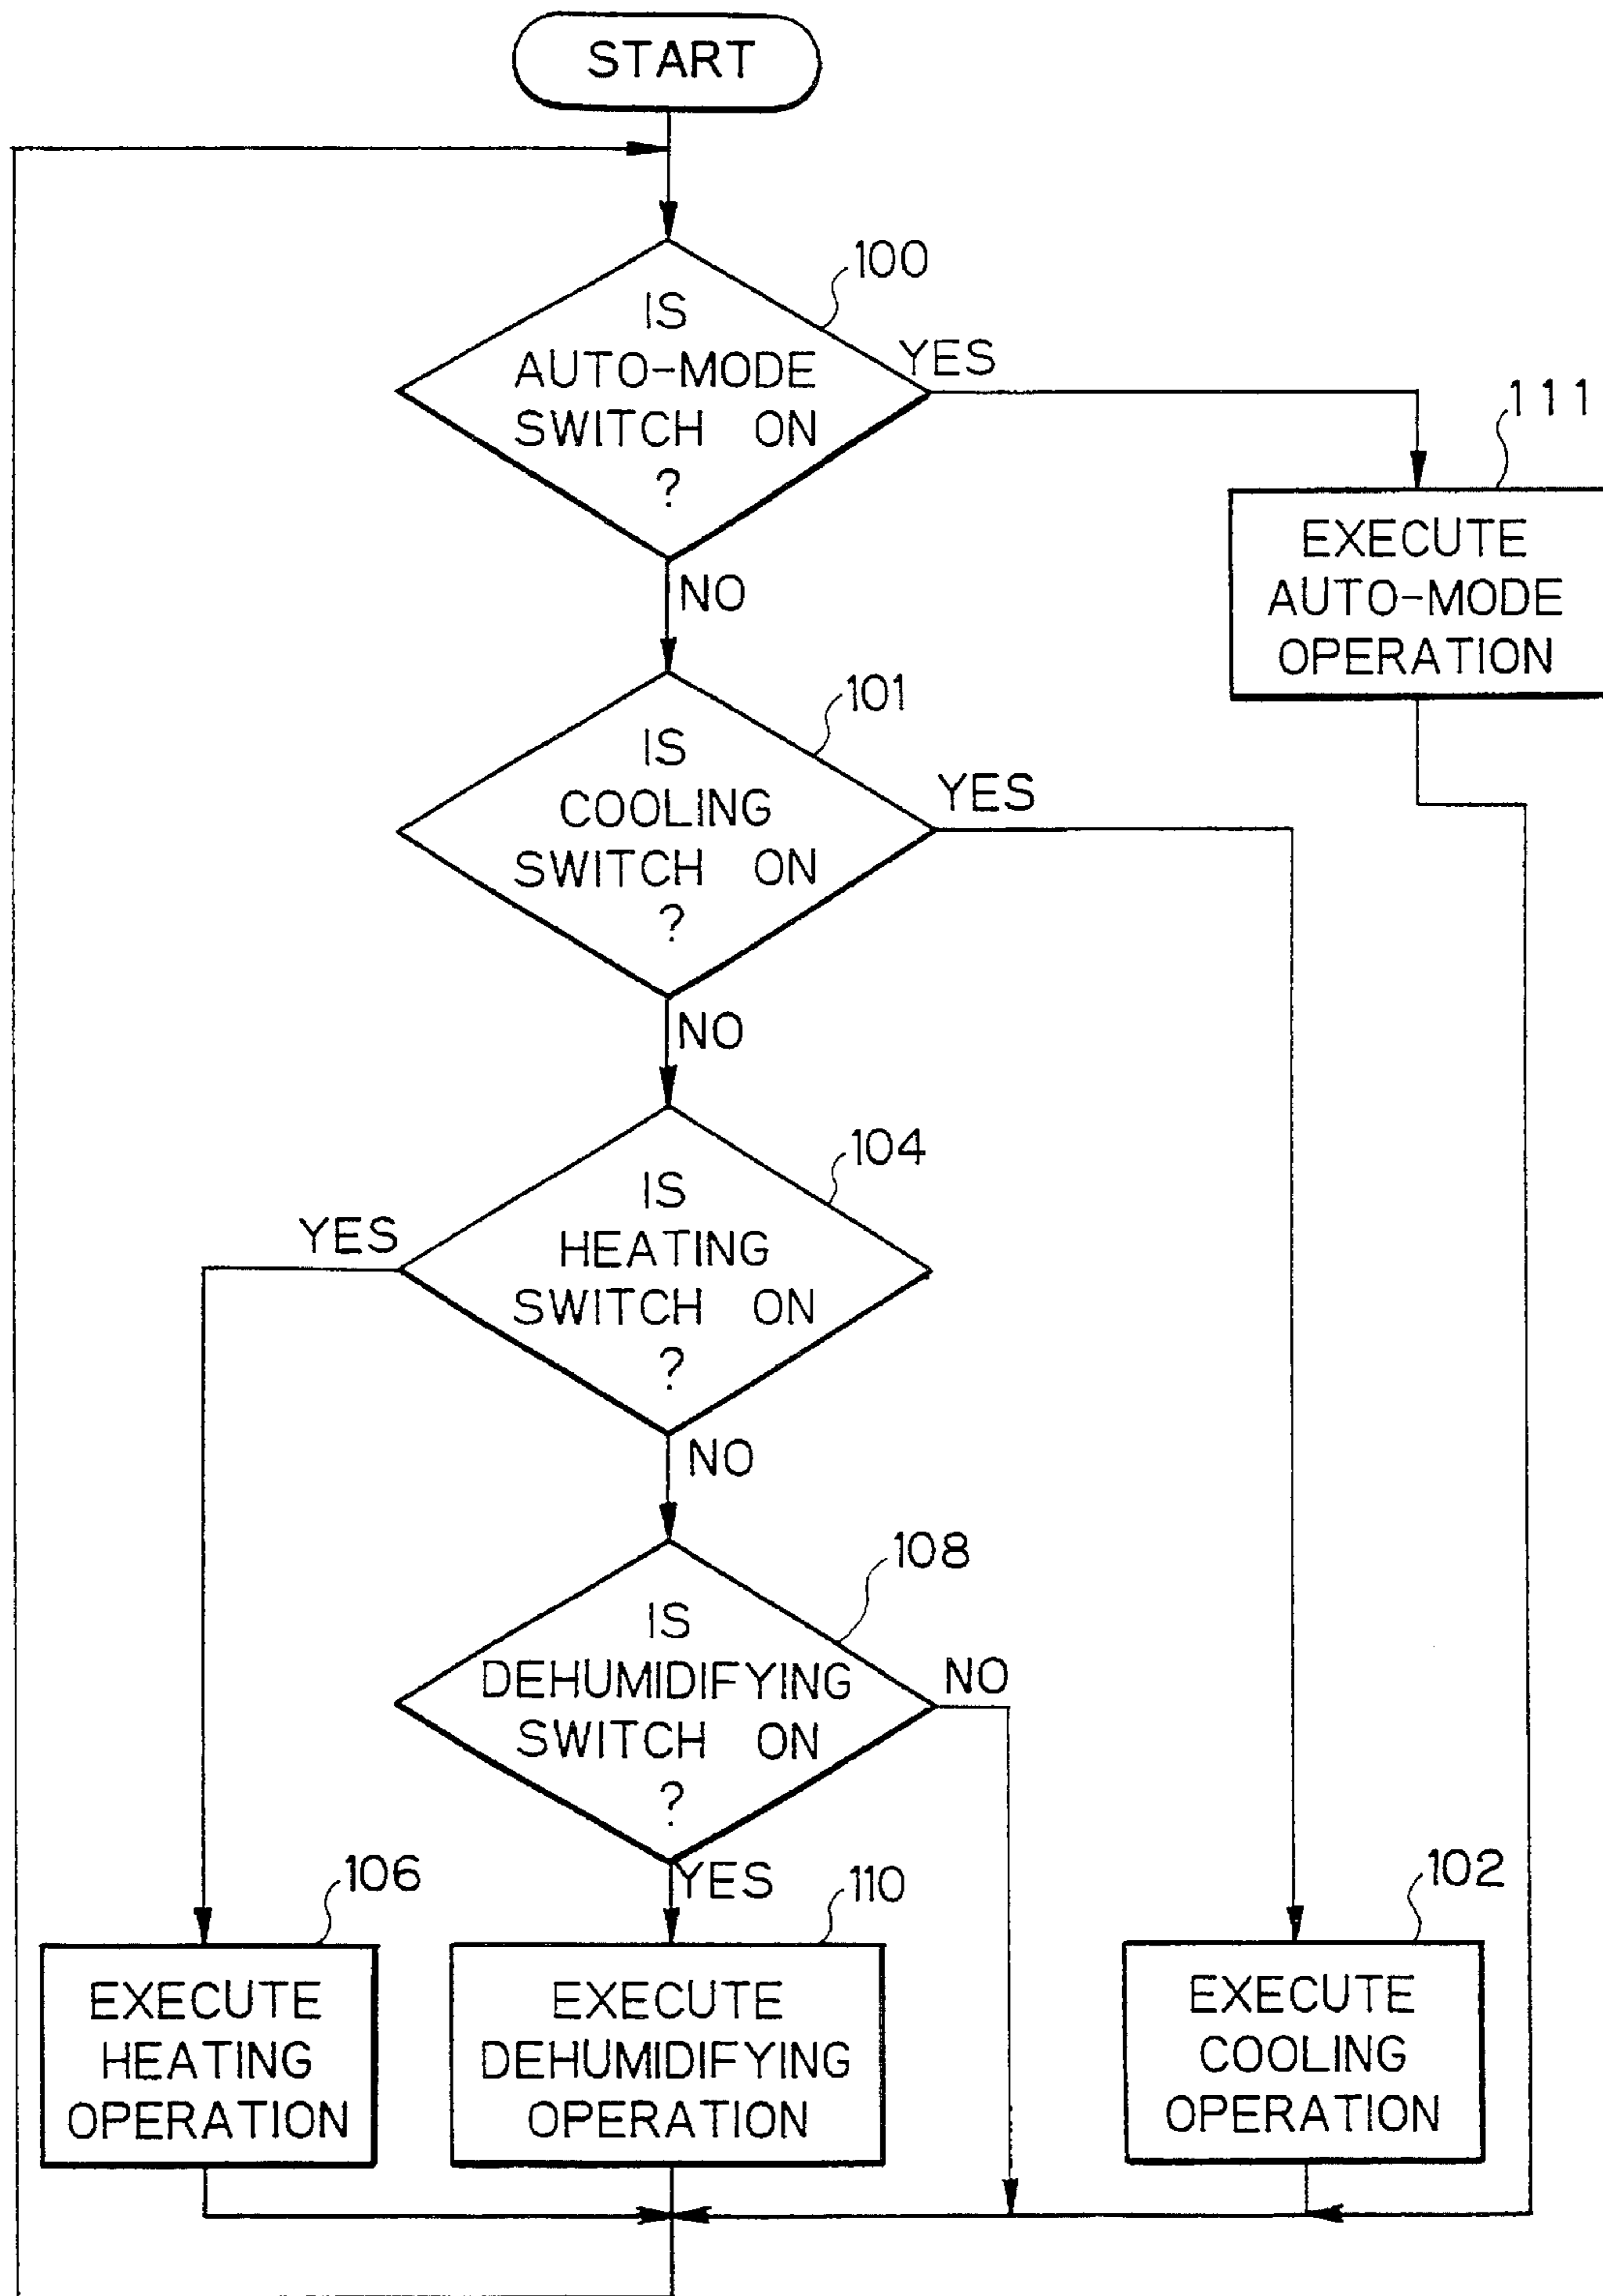 START
100
IS
AUTO-MODE
SWITCH ON
?
YES
111
EXECUTE
AUTO-MODE
OPERATION
NO
101
IS
COOLING
SWITCH ON
?
YES
NO
104
IS
HEATING
SWITCH ON
?
YES
NO
108
IS
DEHUMIDIFYING
SWITCH ON
?
NO
YES
106
EXECUTE
HEATING
OPERATION
110
EXECUTE
DEHUMIDIFYING
OPERATION
102
EXECUTE
COOLING
OPERATION